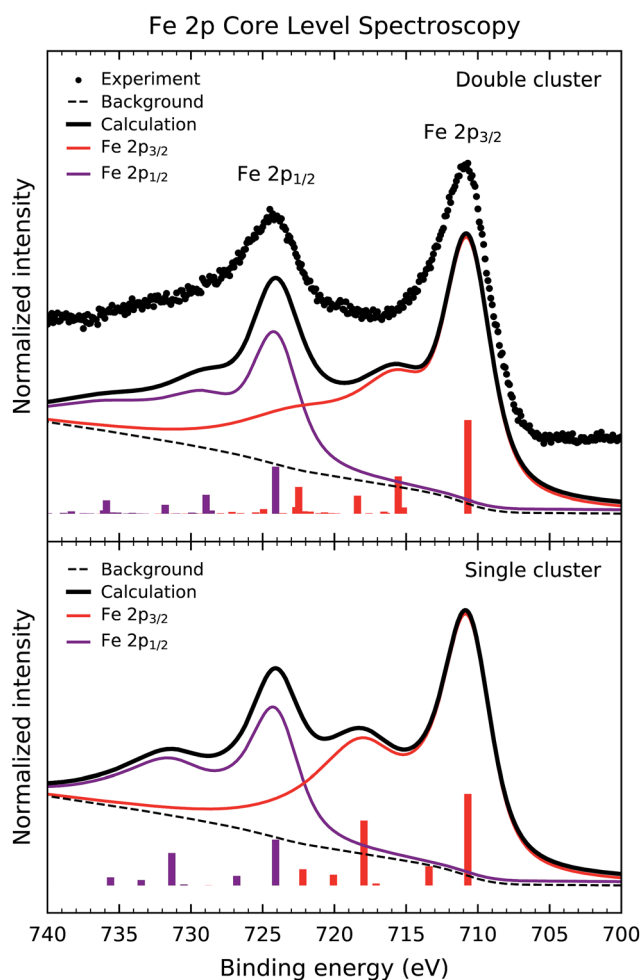 Fe 2p Core Level Spectroscopy
Experiment
Background
Calculation
Fe 2p3/2
Fe 2p1/2
Double cluster
Fe 2p1/2
Fe 2p3/2
Normalized intensity
Background
Calculation
Fe 2p3/2
Fe 2p1/2
Single cluster
Normalized intensity
740 735 730 725 720 715 710 705 700
Binding energy (eV)